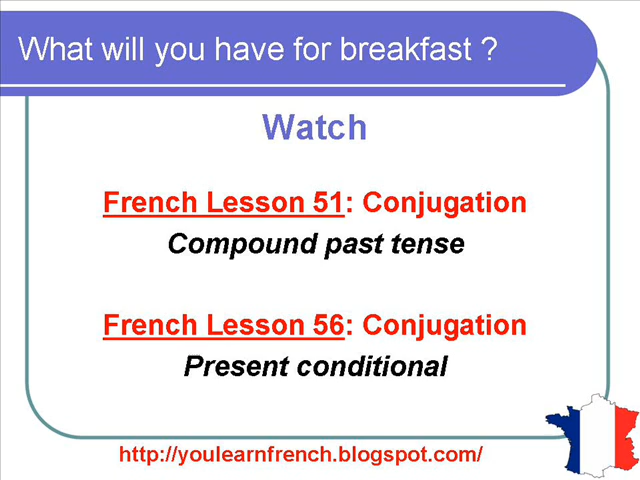 What will you have for breakfast ?
Watch
French Lesson 51: Conjugation
Compound past tense
French Lesson 56: Conjugation
Present conditional
http://youlearnfrench.blogspot.com/